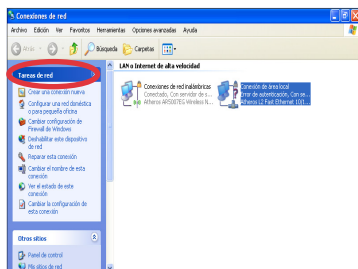 Conexiones de red
Archivo Edición Ver Favoritos Herramientas Opciones avanzadas Ayuda
Atrás Búsqueda Carpetas
Tareas de red
Crear una conexión nueva
Configurar una red doméstica
o para pequeña oficina
Cambiar configuración de
Firewall de Windows
Deshabilitar este dispositivo
de red
Reparar esta conexión
Cambiar el nombre de esta
conexión
Ver el estado de esta
conexión
Cambiar la configuración de
esta conexión
Otros sitios
Panel de control
Mis sitios de red
LAN o Internet de alta velocidad
Conexiones de red inalámbricas
Conectado, Con servidor de s...
Atheros AR5007EG Wireless N...
Conexión de área local
Error de autenticación, Con se...
Atheros L2 Fast Ethernet 10/1...